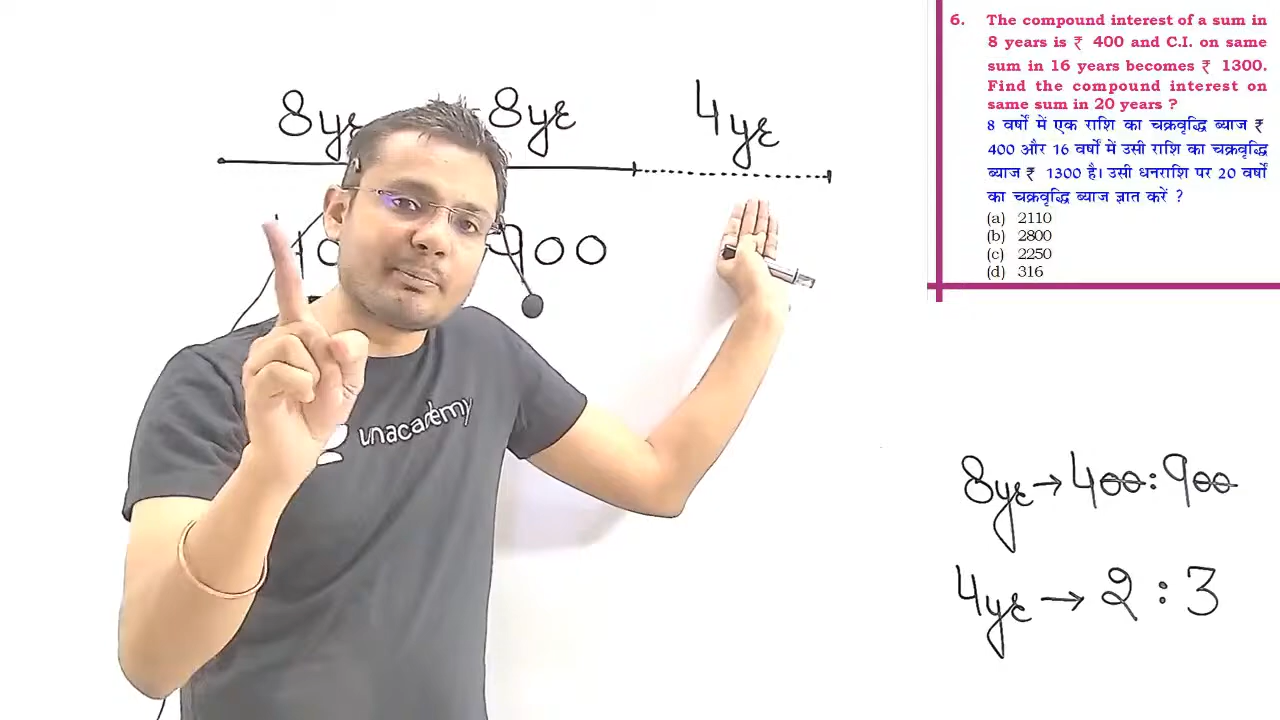 6. The compound interest of a sum in
8 years is ₹ 400 and C.I. on same
sum in 16 years becomes ₹ 1300.
Find the compound interest on
same sum in 20 years ?
8 वर्षों में एक राशि का चक्रवृद्धि ब्याज ₹
400 और 16 वर्षों में उसी राशि का चक्रवृद्धि
ब्याज ₹ 1300 है। उसी धनराशि पर 20 वर्षों
का चक्रवृद्धि ब्याज ज्ञात करें ?
(a) 2110
(b) 2800
(c) 2250
(d) 316
8yr 8yr 4yr
900
unacademy
8yr→400:900
4yr→2:3